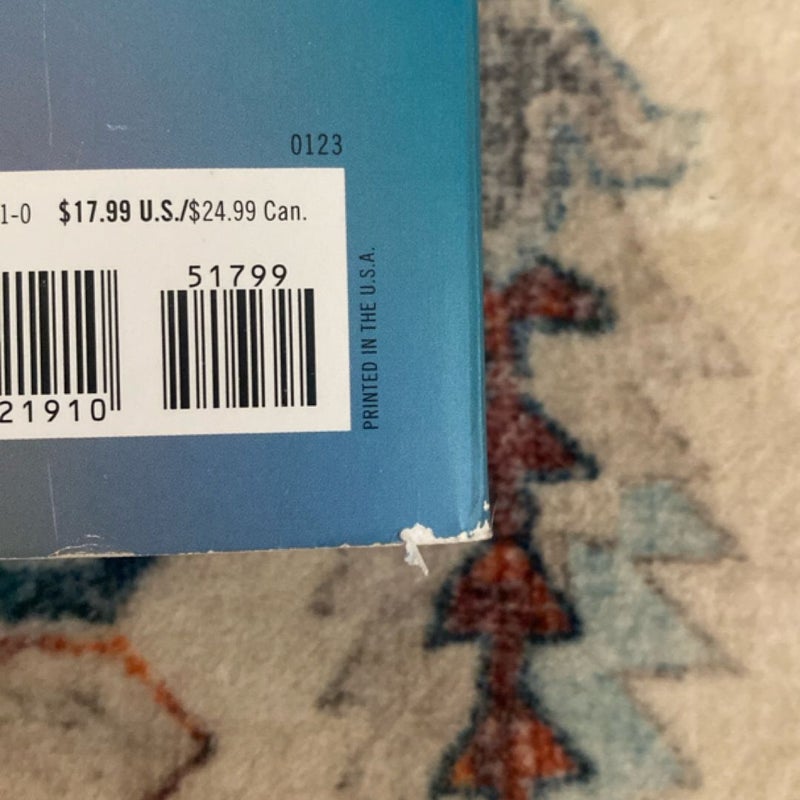 0123
1-0 $17.99 U.S./$24.99 Can.
51799
21910
PRINTED IN THE U.S.A.